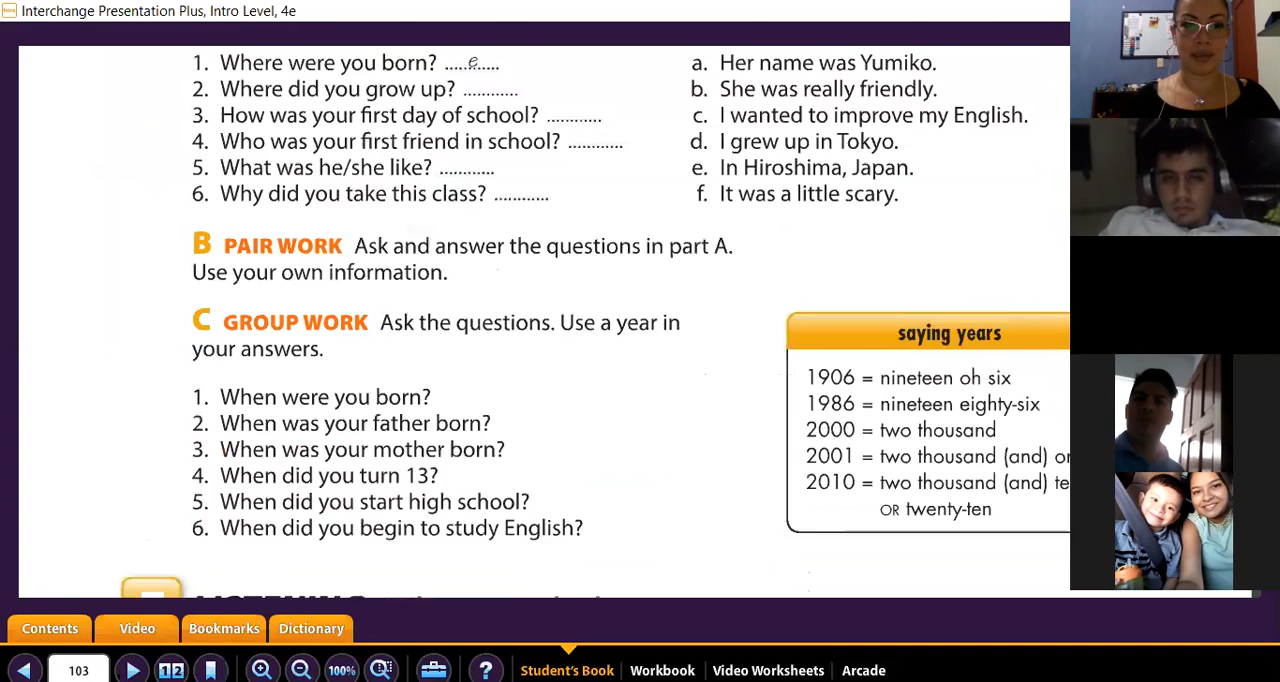 Interchange Presentation Plus, Intro Level, 4e
1. Where were you born? .....e.....
2. Where did you grow up? ............
3. How was your first day of school? ............
4. Who was your first friend in school? ............
5. What was he/she like? ............
6. Why did you take this class? ............
a. Her name was Yumiko.
b. She was really friendly.
c. I wanted to improve my English.
d. I grew up in Tokyo.
e. In Hiroshima, Japan.
f. It was a little scary.
B PAIR WORK Ask and answer the questions in part A.
Use your own information.
C GROUP WORK Ask the questions. Use a year in
your answers.
1. When were you born?
2. When was your father born?
3. When was your mother born?
4. When did you turn 13?
5. When did you start high school?
6. When did you begin to study English?
saying years
1906 = nineteen oh six
1986 = nineteen eighty-six
2000 = two thousand
2001 = two thousand (and)
2010 = two thousand (and)
OR twenty-ten
Contents Video Bookmarks Dictionary
103 1 2 100% ? Student's Book Workbook Video Worksheets Arcade